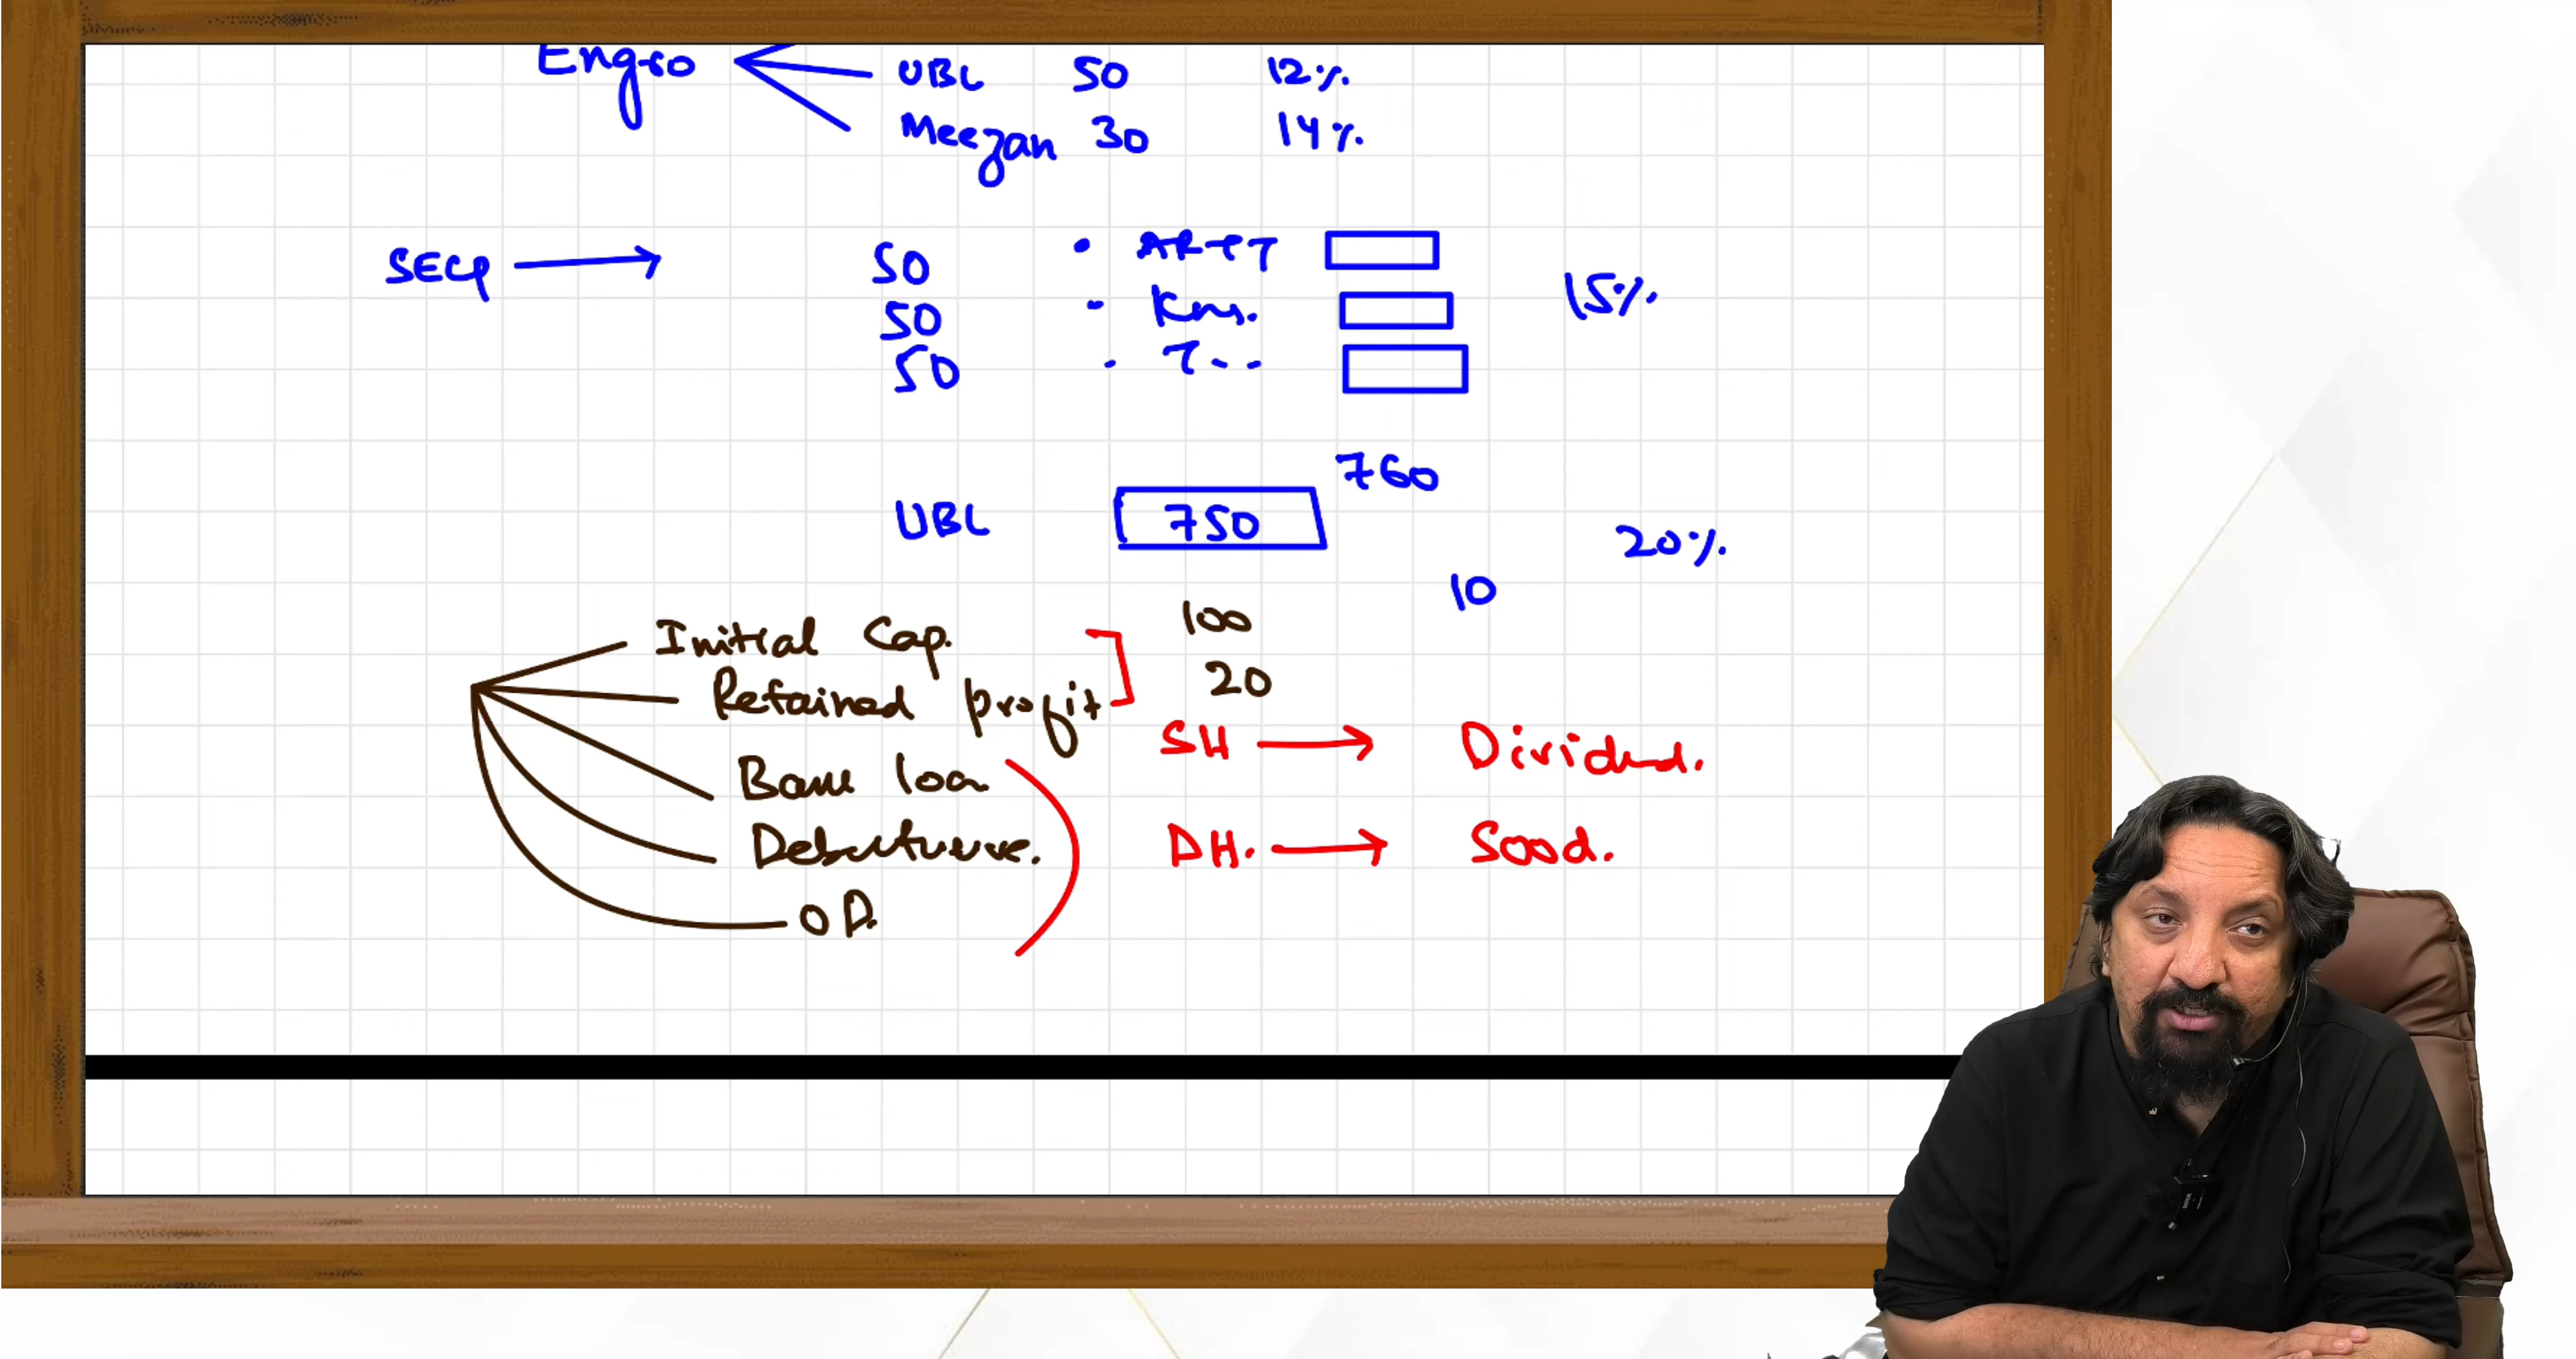 Engro
UBL 50 12%
Meezan 30 14%
SECP
50
50 Km.
50 T--
15%
760
UBL 750
20%
10
Initial Cap. 100
Retained profit 20
SH → Dividend.
Bank loan
Debenture. DH. → Sood.
OD.